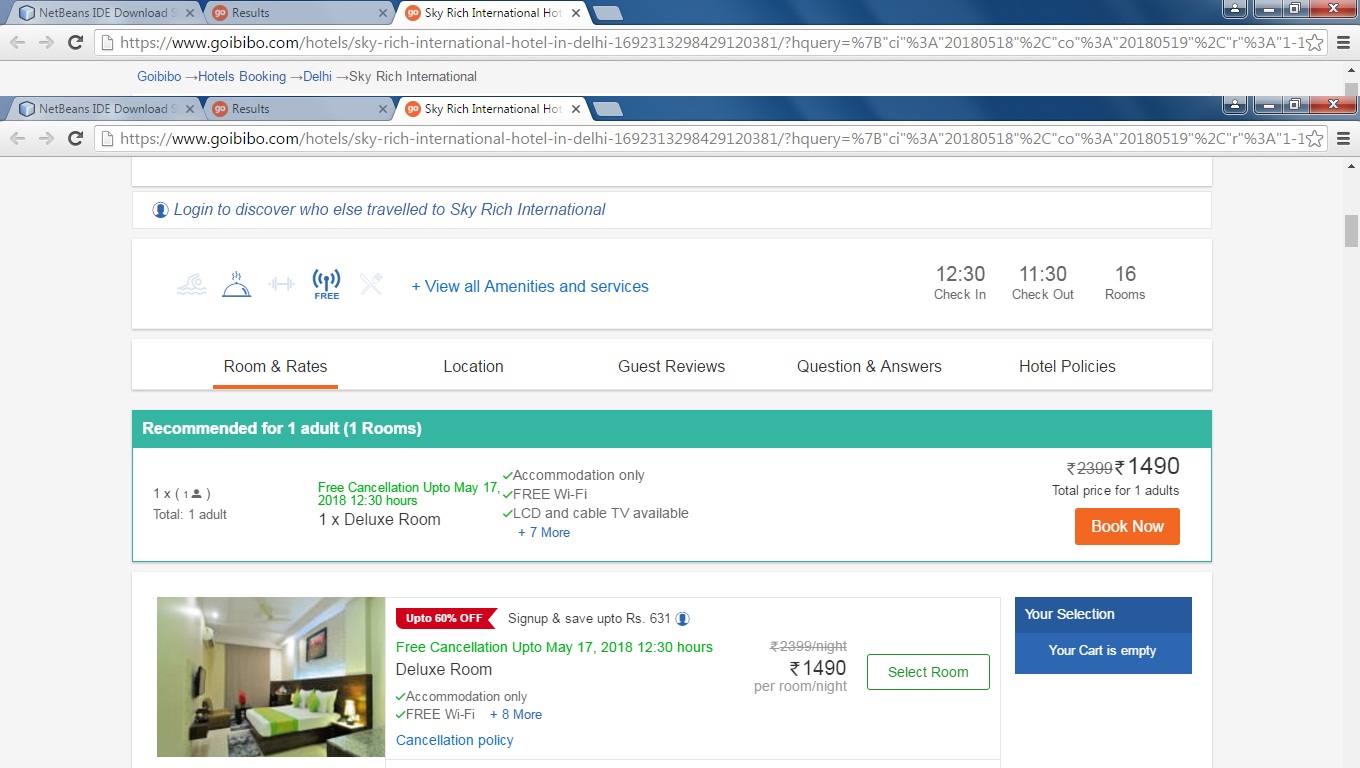 NetBeans IDE Download S
Results
Sky Rich International Hot
https://www.goibibo.com/hotels/sky-rich-international-hotel-in-delhi-1692313298429120381/?hquery=%7B"ci"%3A"20180518"%2C"co"%3A"20180519"%2C"r"%3A"1-1
Goibibo →Hotels Booking →Delhi →Sky Rich International
NetBeans IDE Download S
Results
Sky Rich International Hot
https://www.goibibo.com/hotels/sky-rich-international-hotel-in-delhi-1692313298429120381/?hquery=%7B"ci"%3A"20180518"%2C"co"%3A"20180519"%2C"r"%3A"1-1
Login to discover who else travelled to Sky Rich International
FREE
+ View all Amenities and services
12:30
Check In
11:30
Check Out
16
Rooms
Room & Rates
Location
Guest Reviews
Question & Answers
Hotel Policies
Recommended for 1 adult (1 Rooms)
1 x ( 1 )
Total: 1 adult
Free Cancellation Upto May 17,
2018 12:30 hours
1 x Deluxe Room
Accommodation only
FREE Wi-Fi
LCD and cable TV available
+ 7 More
₹2399 ₹1490
Total price for 1 adults
Book Now
Upto 60% OFF
Signup & save upto Rs. 631
Free Cancellation Upto May 17, 2018 12:30 hours
Deluxe Room
Accommodation only
FREE Wi-Fi + 8 More
Cancellation policy
₹2399/night
₹1490
per room/night
Select Room
Your Selection
Your Cart is empty